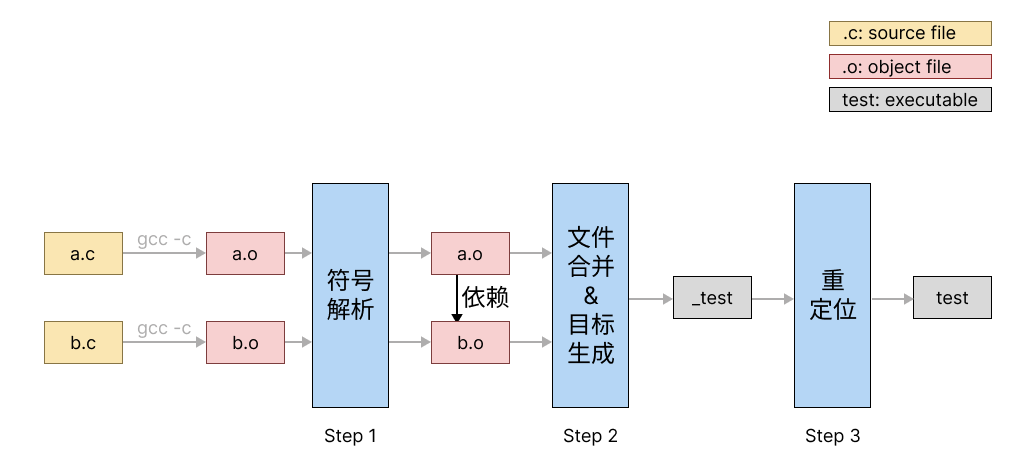 .c: source file
.o: object file
test: executable
a.c
gcc -c
a.o
b.c
gcc -c
b.o
符号
解析
Step 1
a.o
依赖
b.o
文件
合并
&
目标
生成
Step 2
_test
重
定位
Step 3
test